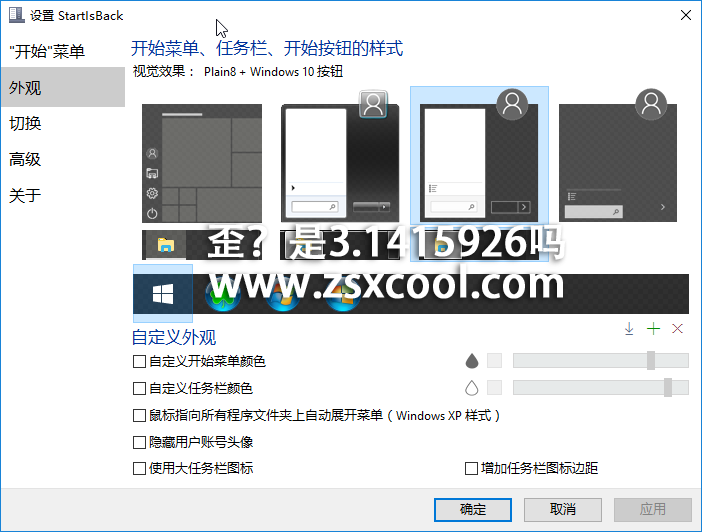 设置 StartIsBack
"开始"菜单
外观
切换
高级
关于
开始菜单、任务栏、开始按钮的样式
视觉效果： Plain8 + Windows 10 按钮
歪？是3.1415926吗
www.zsxcool.com
自定义外观
自定义开始菜单颜色
自定义任务栏颜色
鼠标指向所有程序文件夹上自动展开菜单（Windows XP 样式）
隐藏用户账号头像
使用大任务栏图标
增加任务栏图标边距
确定
取消
应用